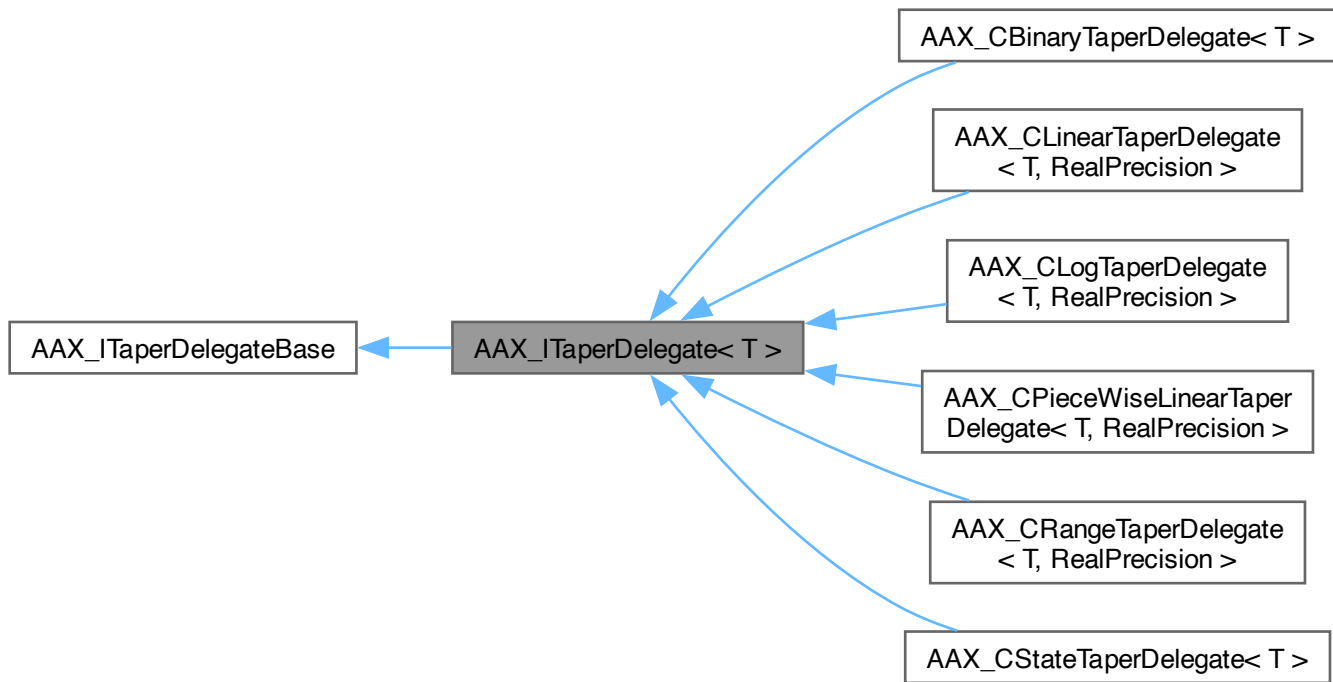 AAX_CBinaryTaperDelegate< T >
AAX_CLinearTaperDelegate
< T, RealPrecision >
AAX_CLogTaperDelegate
< T, RealPrecision >
AAX_ITaperDelegateBase
AAX_ITaperDelegate< T >
AAX_CPieceWiseLinearTaper
Delegate< T, RealPrecision >
AAX_CRangeTaperDelegate
< T, RealPrecision >
AAX_CStateTaperDelegate< T >